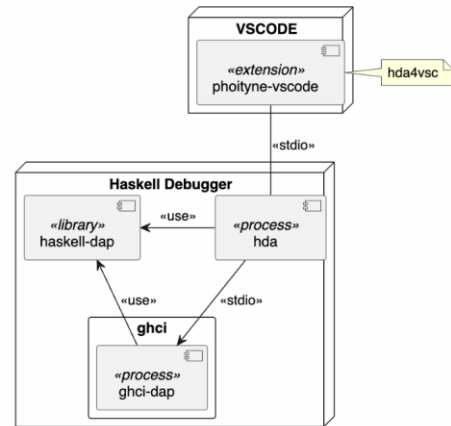 VSCODE
«extension»
phoityne-vscode
hda4vsc
«stdio»
Haskell Debugger
«library»
haskell-dap
«use»
«process»
hda
«use»
«stdio»
ghci
«process»
ghci-dap